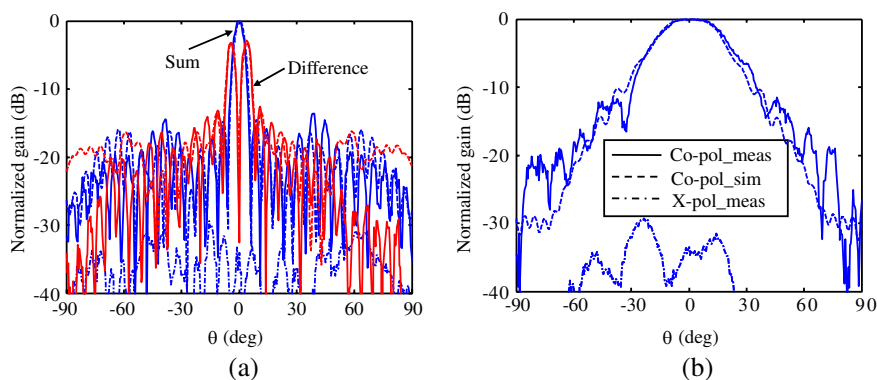 0
-10
-20
-30
-40
-90
-60
-30
0
30
60
90
Normalized gain (dB)
θ (deg)
Sum
Difference
(a)
0
-10
-20
-30
-40
-90
-60
-30
0
30
60
90
Normalized gain (dB)
θ (deg)
Co-pol_meas
Co-pol_sim
X-pol_meas
(b)